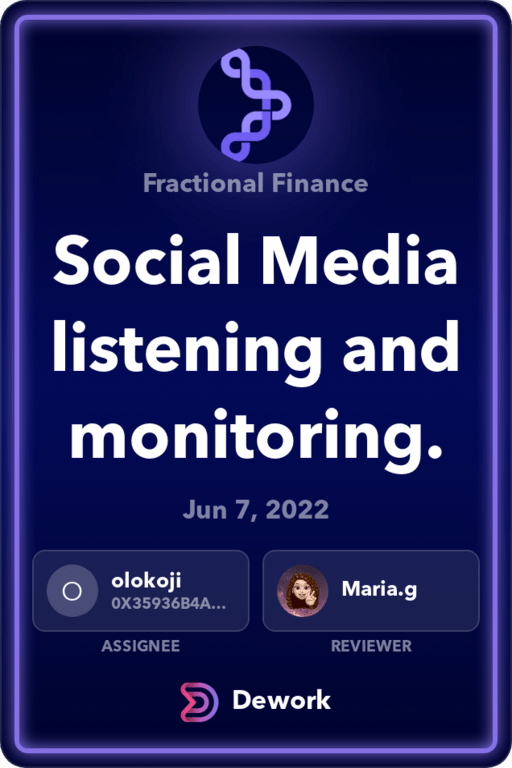 Fractional Finance
Social Media
listening and
monitoring.
Jun 7, 2022
O
olokoji
0X35936B4A...
Maria.g
ASSIGNEE
REVIEWER
Dework